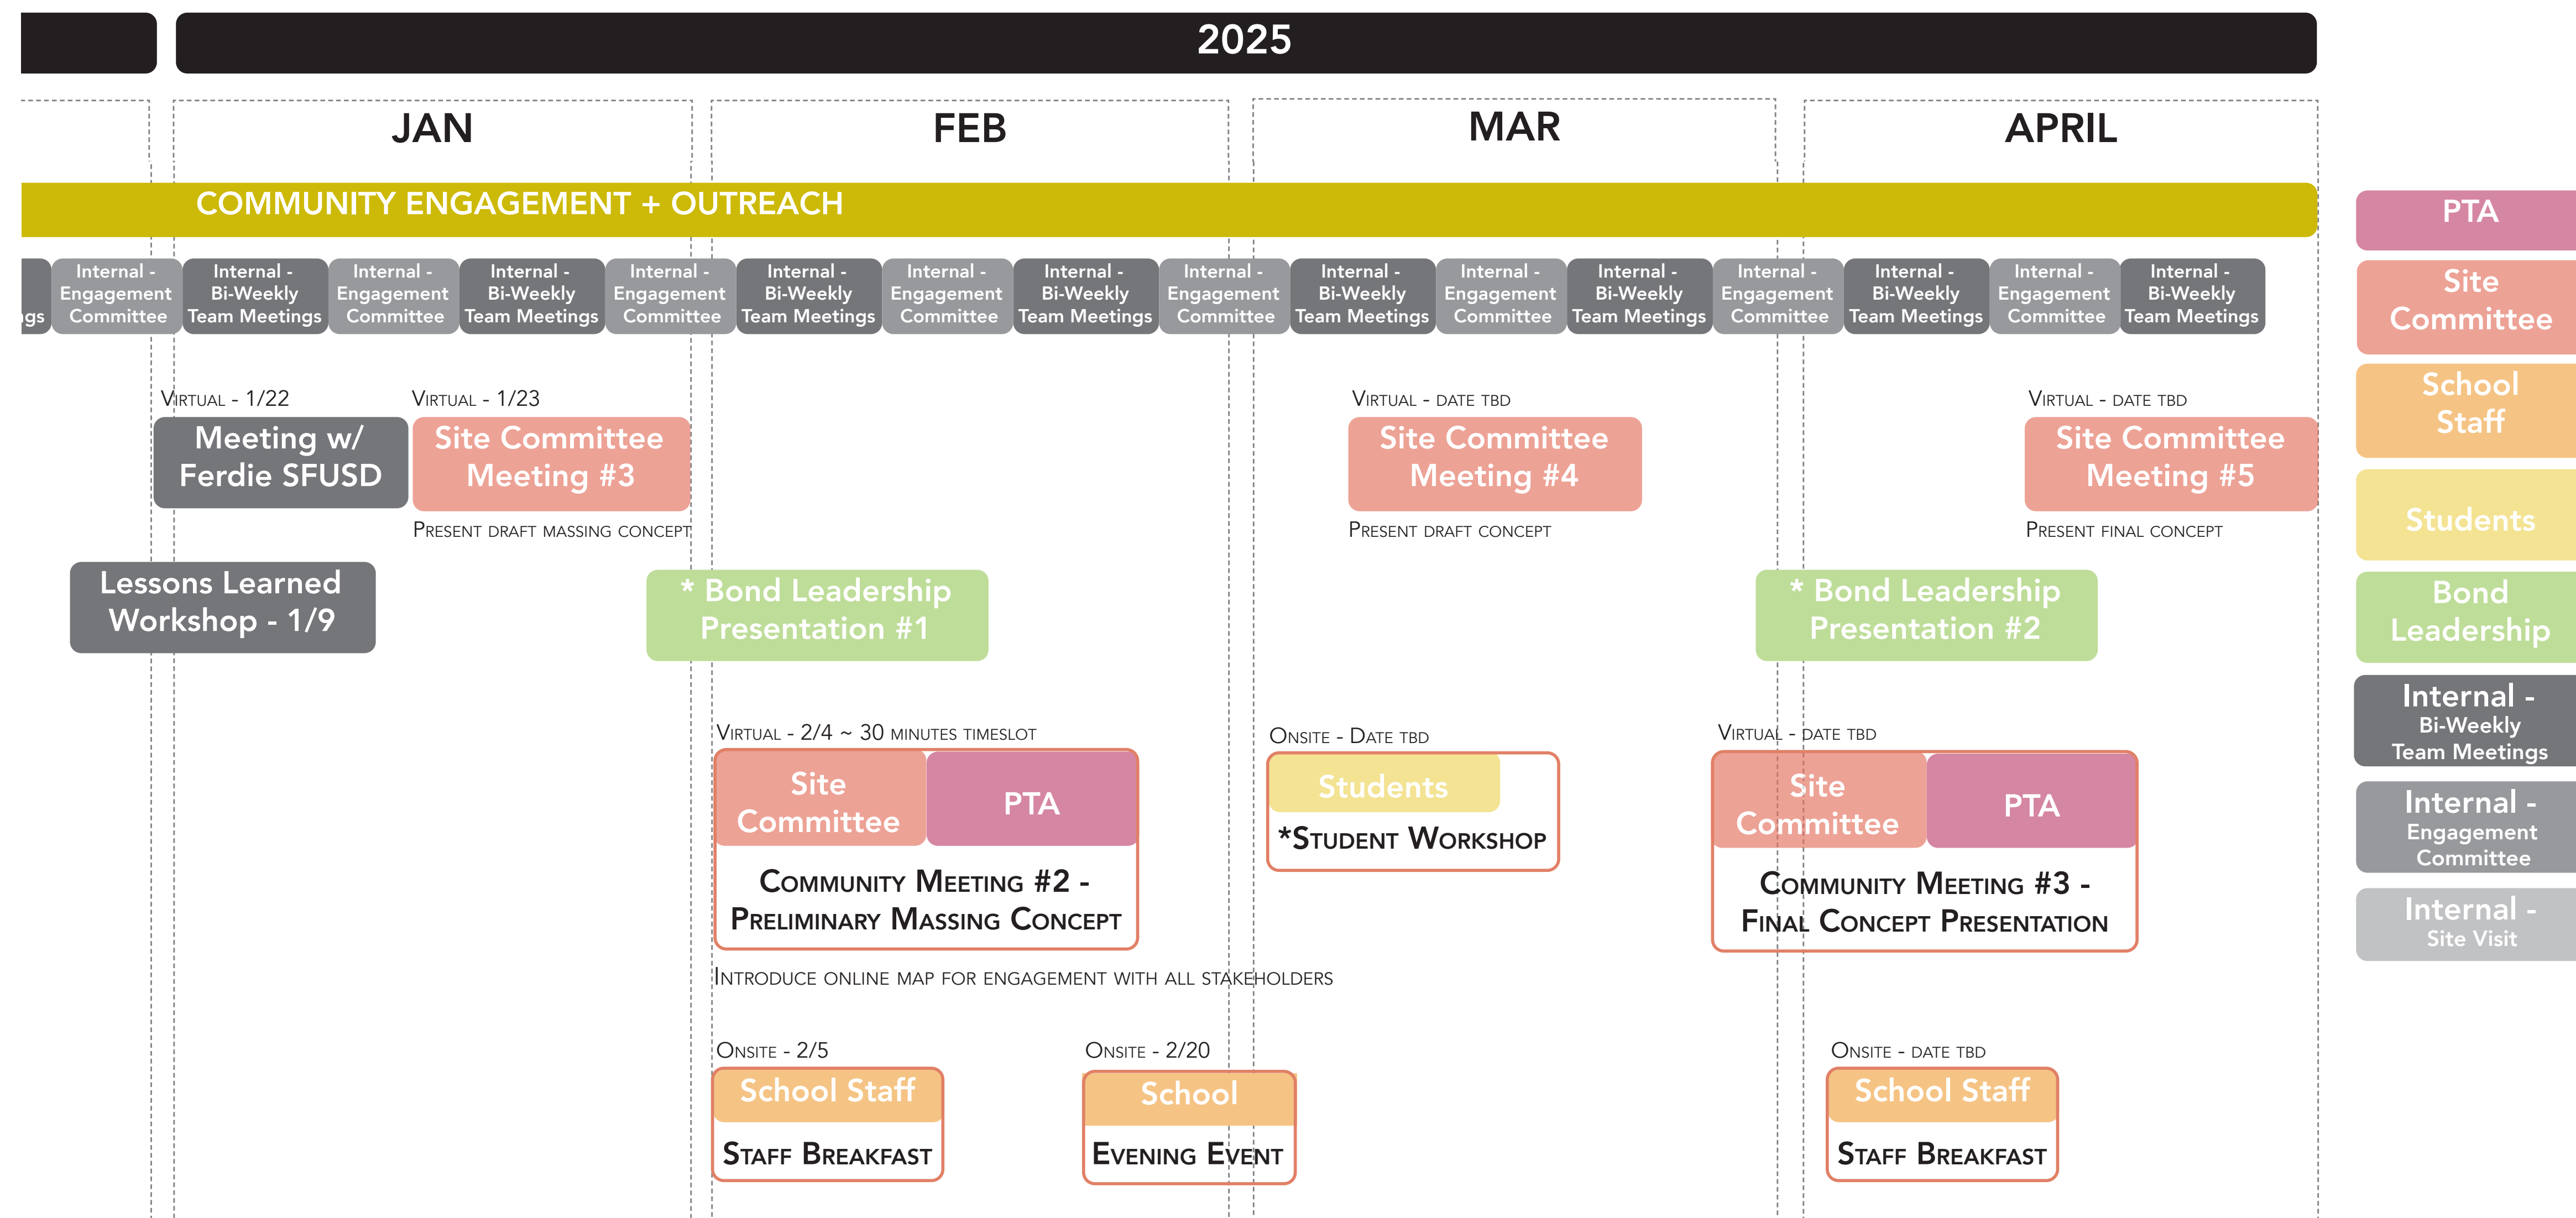 2025
JAN
FEB
MAR
APRIL
COMMUNITY ENGAGEMENT + OUTREACH
Internal -
Engagement
Committee
Internal -
Bi-Weekly
Team Meetings
Internal -
Engagement
Committee
Internal -
Bi-Weekly
Team Meetings
Internal -
Engagement
Committee
Internal -
Bi-Weekly
Team Meetings
Internal -
Engagement
Committee
Internal -
Bi-Weekly
Team Meetings
Internal -
Engagement
Committee
Internal -
Bi-Weekly
Team Meetings
Internal -
Engagement
Committee
Internal -
Bi-Weekly
Team Meetings
Internal -
Engagement
Committee
Internal -
Bi-Weekly
Team Meetings
Internal -
Engagement
Committee
Internal -
Bi-Weekly
Team Meetings
Virtual - 1/22
Meeting w/
Ferdie SFUSD
Virtual - 1/23
Site Committee
Meeting #3
Present draft massing concept
Virtual - date tbd
Site Committee
Meeting #4
Present draft concept
Virtual - date tbd
Site Committee
Meeting #5
Present final concept
Lessons Learned
Workshop - 1/9
* Bond Leadership
Presentation #1
* Bond Leadership
Presentation #2
Virtual - 2/4 ~ 30 minutes timeslot
Site
Committee
PTA
Community Meeting #2 -
Preliminary Massing Concept
Introduce online map for engagement with all stakeholders
Onsite - Date tbd
Students
*Student Workshop
Virtual - date tbd
Site
Committee
PTA
Community Meeting #3 -
Final Concept Presentation
Onsite - 2/5
School Staff
Staff Breakfast
Onsite - 2/20
School
Evening Event
Onsite - date tbd
School Staff
Staff Breakfast
PTA
Site
Committee
School
Staff
Students
Bond
Leadership
Internal -
Bi-Weekly
Team Meetings
Internal -
Engagement
Committee
Internal -
Site Visit